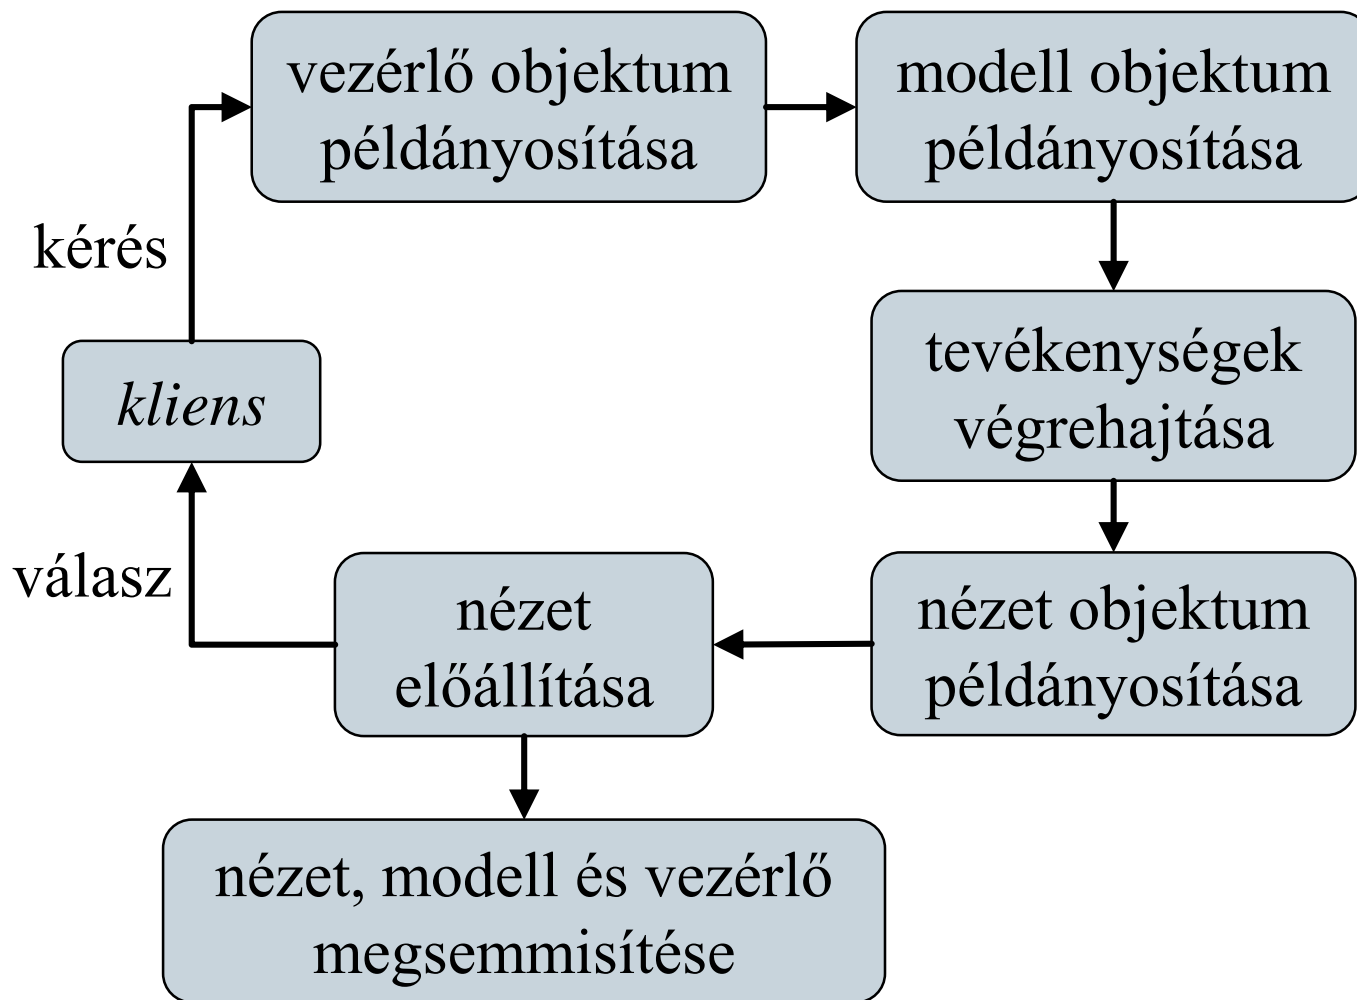 vezérlő objektum
példányosítása
modell objektum
példányosítása
kérés
tevékenységek
végrehajtása
kliens
válasz
nézet objektum
példányosítása
nézet
előállítása
nézet, modell és vezérlő
megsemmisítése